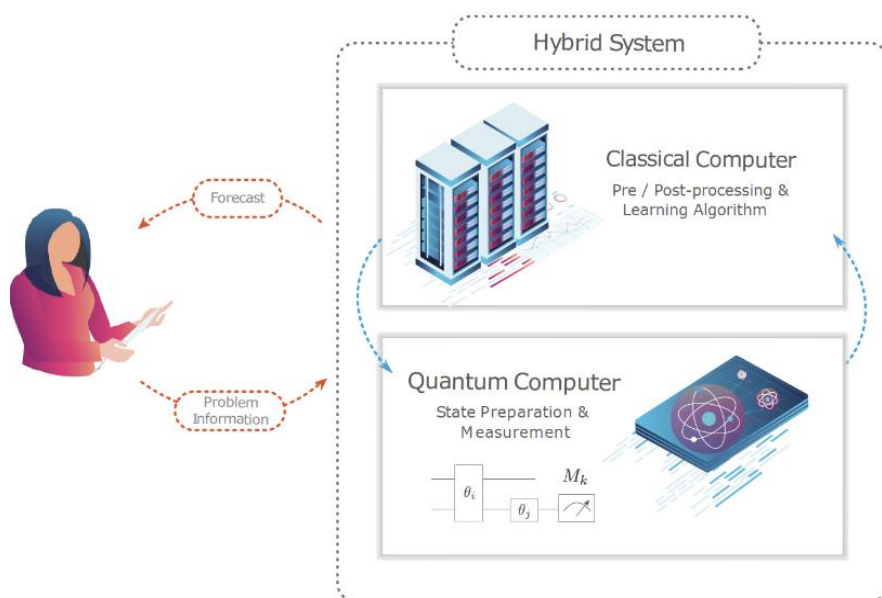 Hybrid System
Classical Computer
Pre / Post-processing &
Learning Algorithm
Forecast
Problem
Information
Quantum Computer
State Preparation &
Measurement
θᵢ
θⱼ
Mₖ